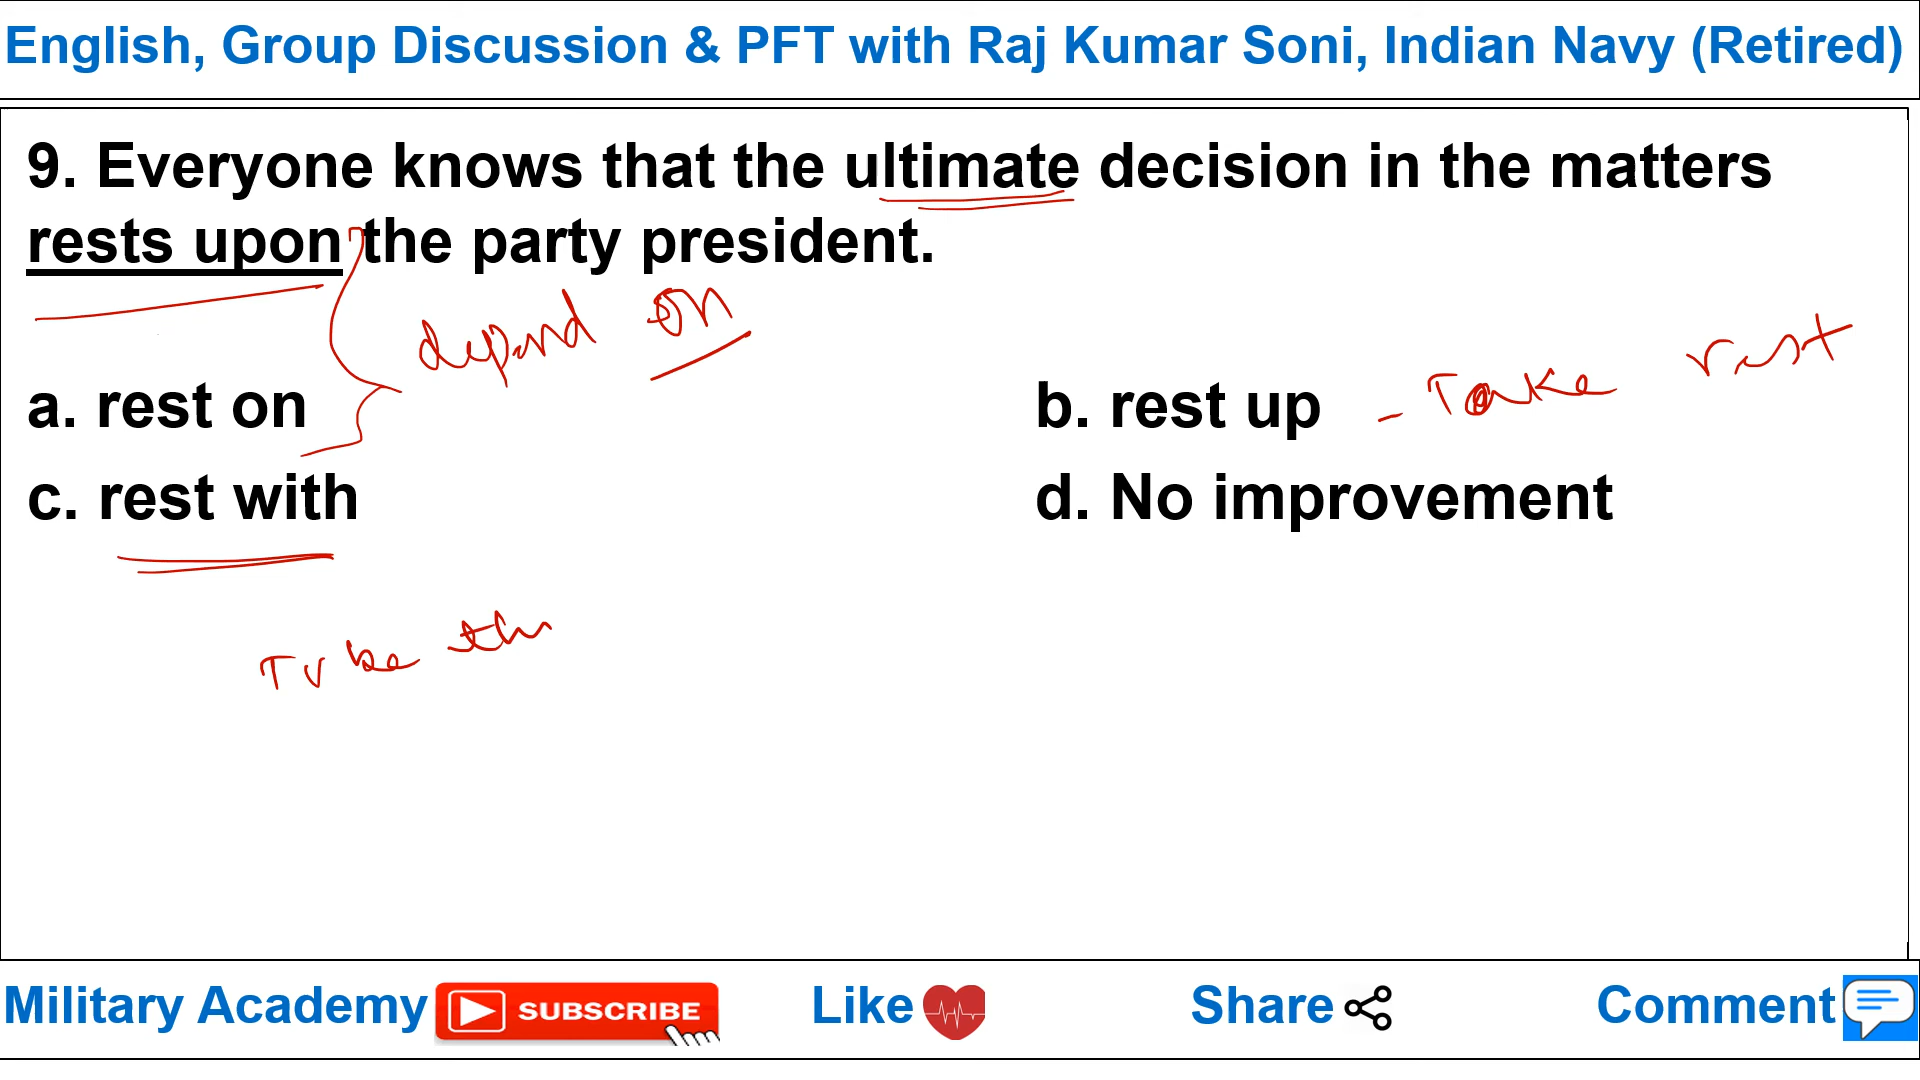 English, Group Discussion & PFT with Raj Kumar Soni, Indian Navy (Retired)
9. Everyone knows that the ultimate decision in the matters
rests upon the party president.
depend on
a. rest on
b. rest up - Take rest
c. rest with
d. No improvement
To be the
Military Academy SUBSCRIBE Like Share Comment